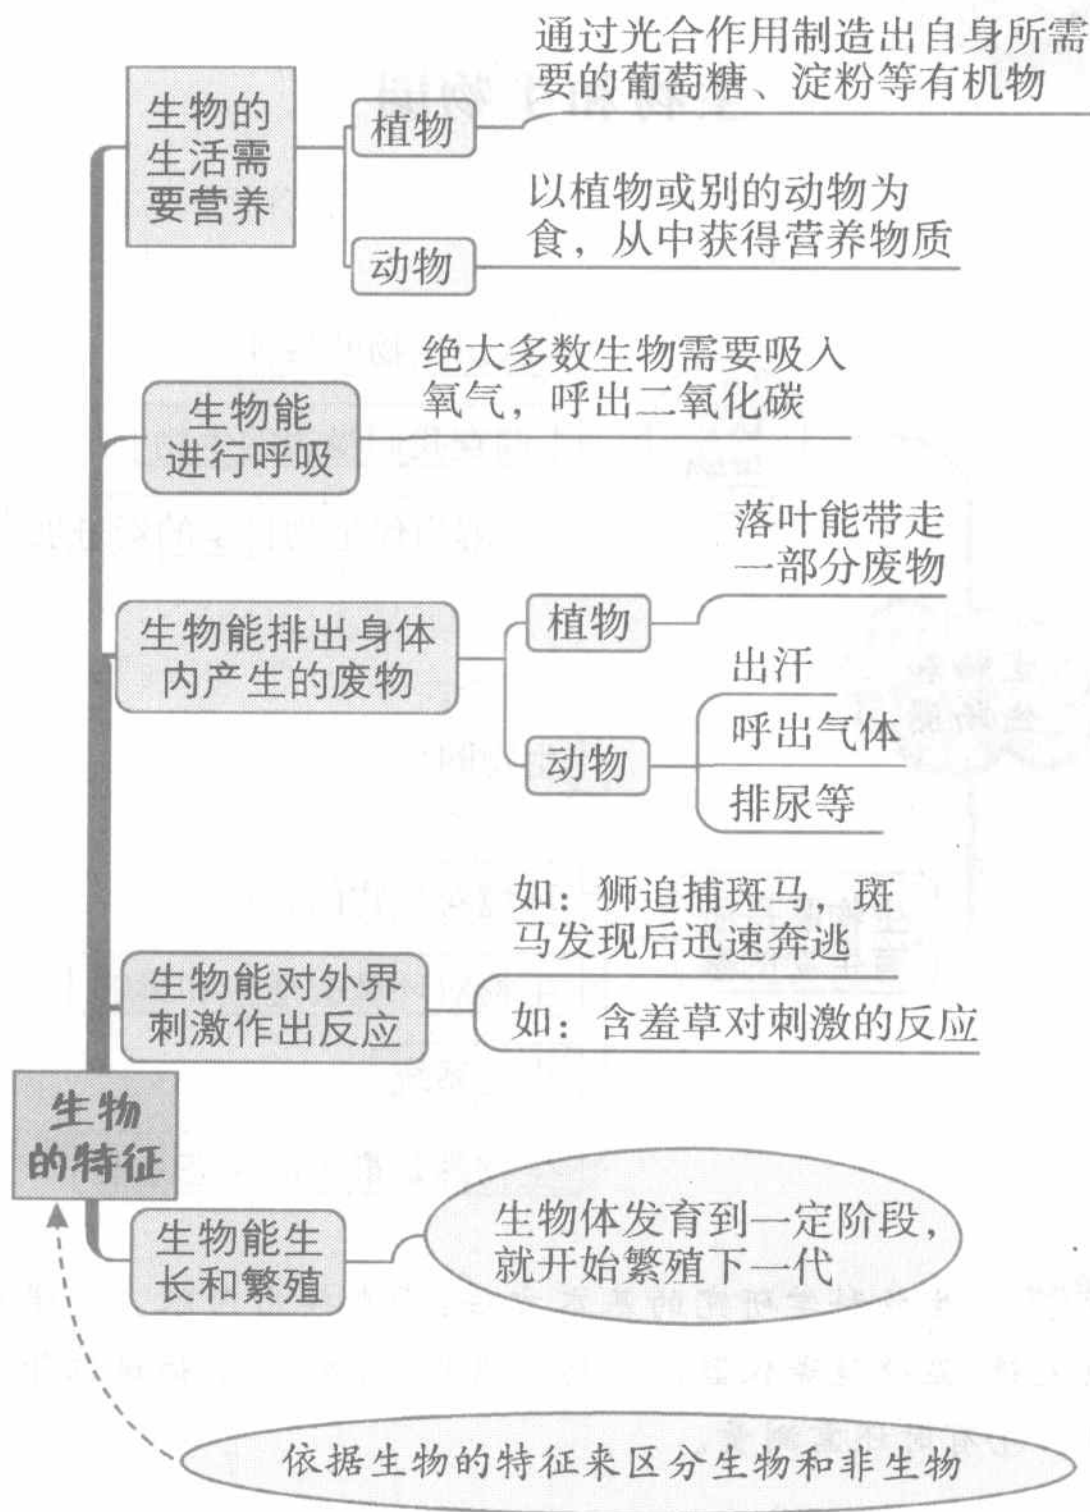 通过光合作用制造出自身所需
要的葡萄糖、淀粉等有机物
生物的
生活需
要营养
植物
以植物或别的动物为
食，从中获得营养物质
动物
绝大多数生物需要吸入
氧气，呼出二氧化碳
生物能
进行呼吸
落叶能带走
一部分废物
植物
生物能排出身体
内产生的废物
出汗
呼出气体
动物
排尿等
如：狮追捕斑马，斑
马发现后迅速奔逃
生物能对外界
刺激作出反应
如：含羞草对刺激的反应
生物
的特征
生物能生
长和繁殖
生物体发育到一定阶段，
就开始繁殖下一代
依据生物的特征来区分生物和非生物